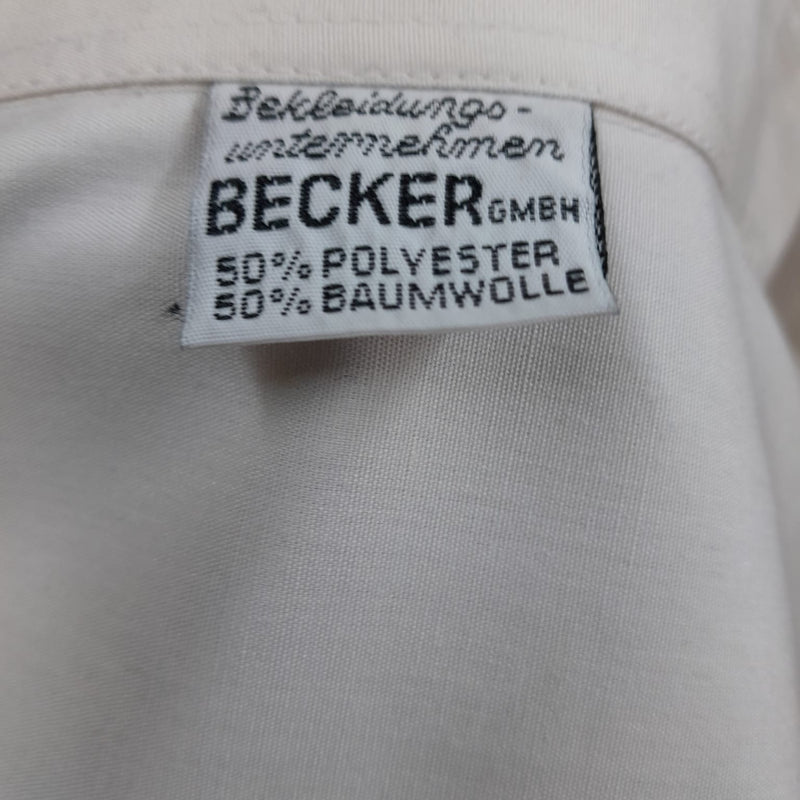 Bekleidungs-
unternehmen
BECKER GMBH
50% POLYESTER
50% BAUMWOLLE